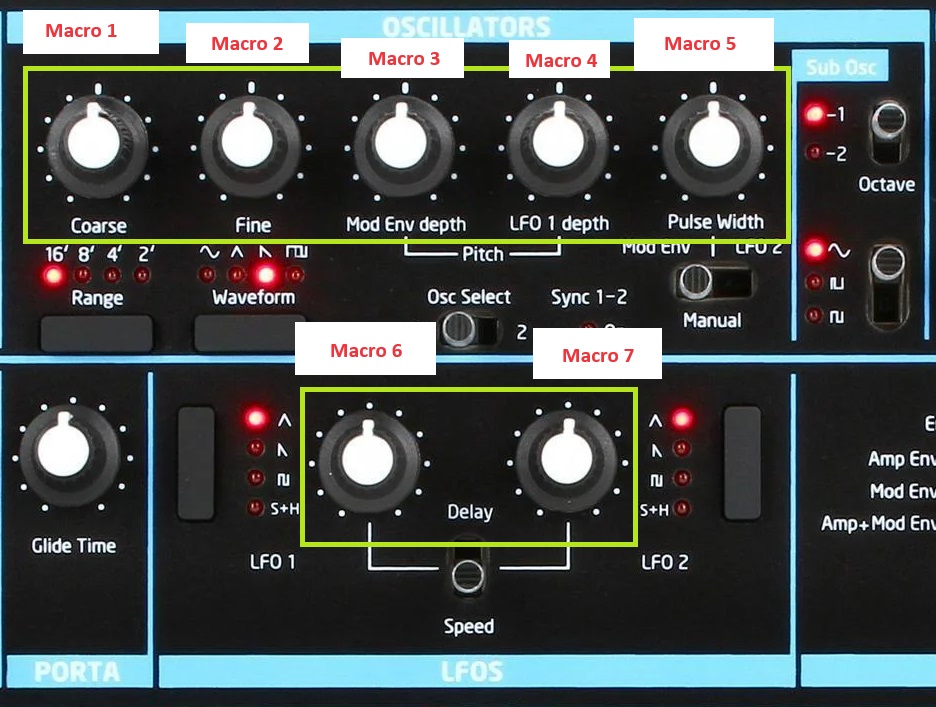 OSCILLATORS
Macro 1
Macro 2
Macro 3
Macro 4
Macro 5
Sub Osc
-1
-2
Octave
Coarse
Fine
Mod Env depth
LFO 1 depth
Pulse Width
Pitch
Mod Env
LFO 2
16' 8' 4' 2'
Range
Waveform
Osc Select
2
Sync 1-2
Manual
Macro 6
Macro 7
Glide Time
S+H
LFO 1
Delay
Speed
S+H
LFO 2
Amp Env
Mod Env
Amp+Mod Env
PORTA
LFOS